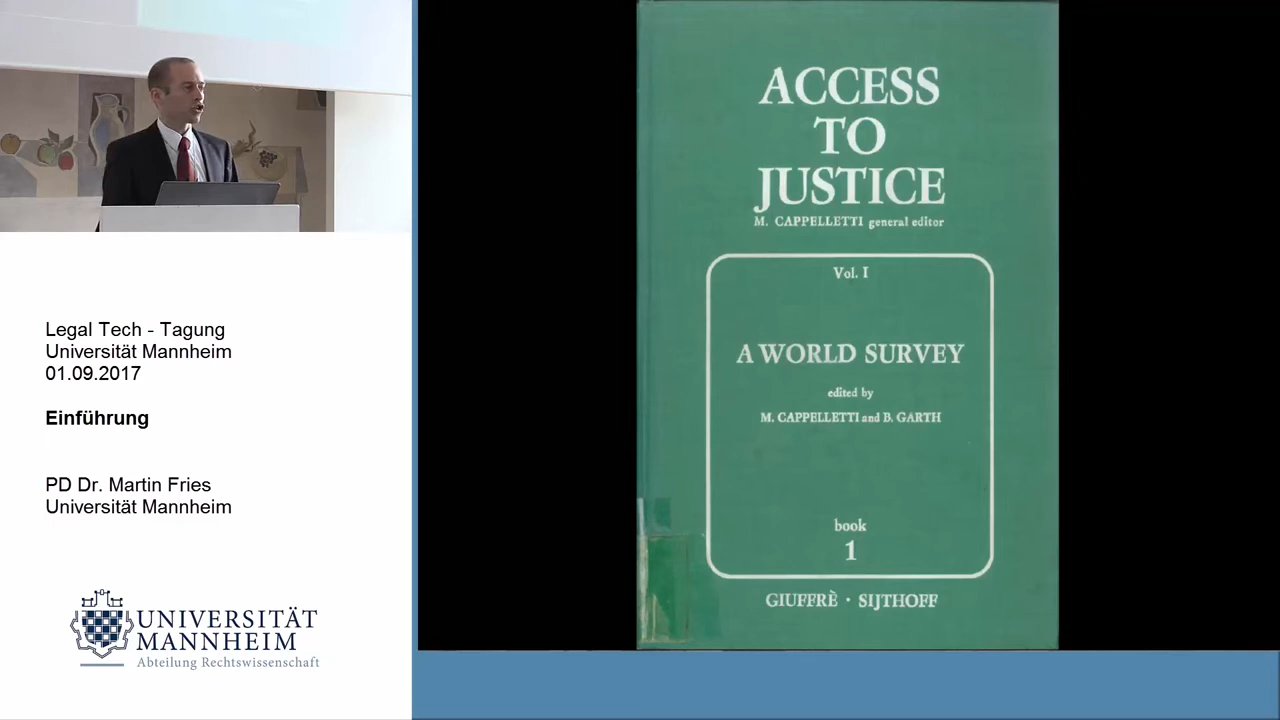 Legal Tech - Tagung
Universität Mannheim
01.09.2017
Einführung
PD Dr. Martin Fries
Universität Mannheim
UNIVERSITÄT
MANNHEIM
Abteilung Rechtswissenschaft
ACCESS
TO
JUSTICE
M. CAPPELLETTI general editor
Vol. I
A WORLD SURVEY
edited by
M. CAPPELLETTI and B. GARTH
book
1
GIUFFRÈ · SIJTHOFF